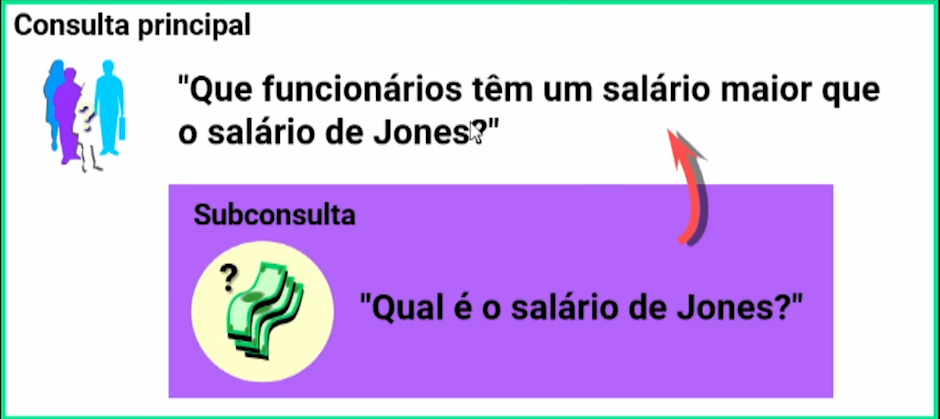 Consulta principal
"Que funcionários têm um salário maior que
o salário de Jones?"
?
Subconsulta
?
"Qual é o salário de Jones?"